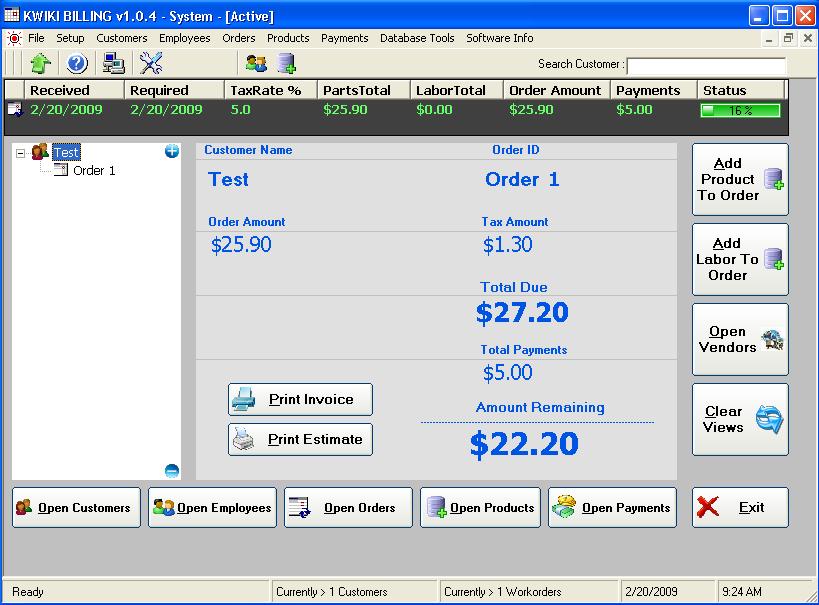 KWIKI BILLING v1.0.4 - System - [Active]
File Setup Customers Employees Orders Products Payments Database Tools Software Info
Search Customer :
Received Required TaxRate % PartsTotal LaborTotal Order Amount Payments Status
2/20/2009 2/20/2009 5.0 $25.90 $0.00 $25.90 $5.00 16 %
Test
Order 1
Customer Name Order ID
Test Order 1
Order Amount Tax Amount
$25.90 $1.30
Total Due
$27.20
Total Payments
$5.00
Amount Remaining
$22.20
Print Invoice
Print Estimate
Add
Product
To Order
Add
Labor To
Order
Open
Vendors
Clear
Views
Open Customers Open Employees Open Orders Open Products Open Payments Exit
Ready Currently > 1 Customers Currently > 1 Workorders 2/20/2009 9:24 AM